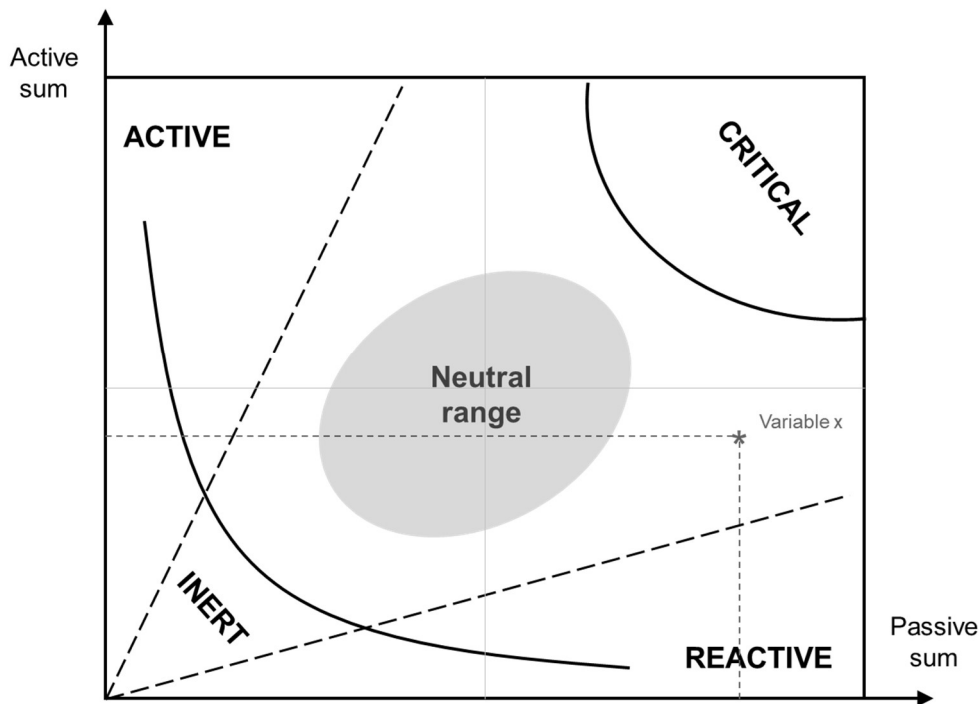 Active
sum
ACTIVE
CRITICAL
Neutral
range
Variable x
INERT
REACTIVE
Passive
sum